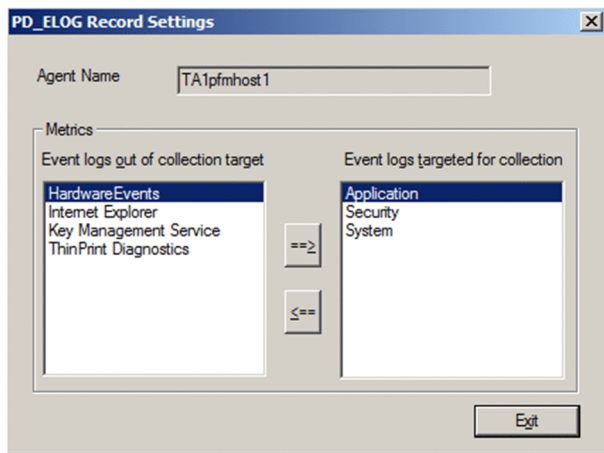 PD_ELOG Record Settings
Agent Name
TA1pfmhost1
Metrics
Event logs out of collection target
Event logs targeted for collection
HardwareEvents
Internet Explorer
Key Management Service
ThinPrint Diagnostics
==>
<==
Application
Security
System
Exit